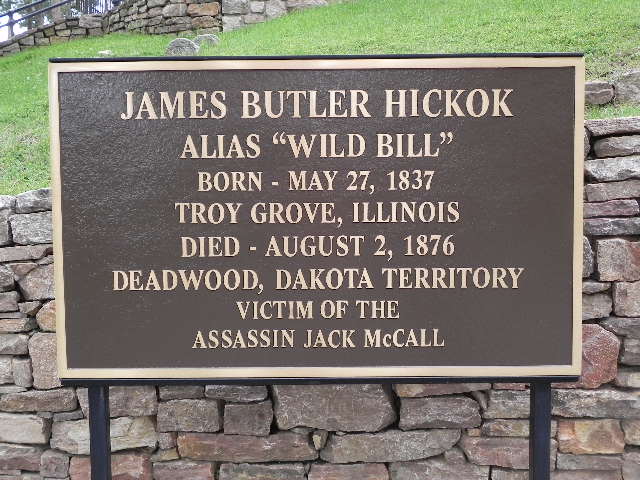 JAMES BUTLER HICKOK
ALIAS “WILD BILL”
BORN - MAY 27, 1837
TROY GROVE, ILLINOIS
DIED - AUGUST 2, 1876
DEADWOOD, DAKOTA TERRITORY
VICTIM OF THE
ASSASSIN JACK McCALL